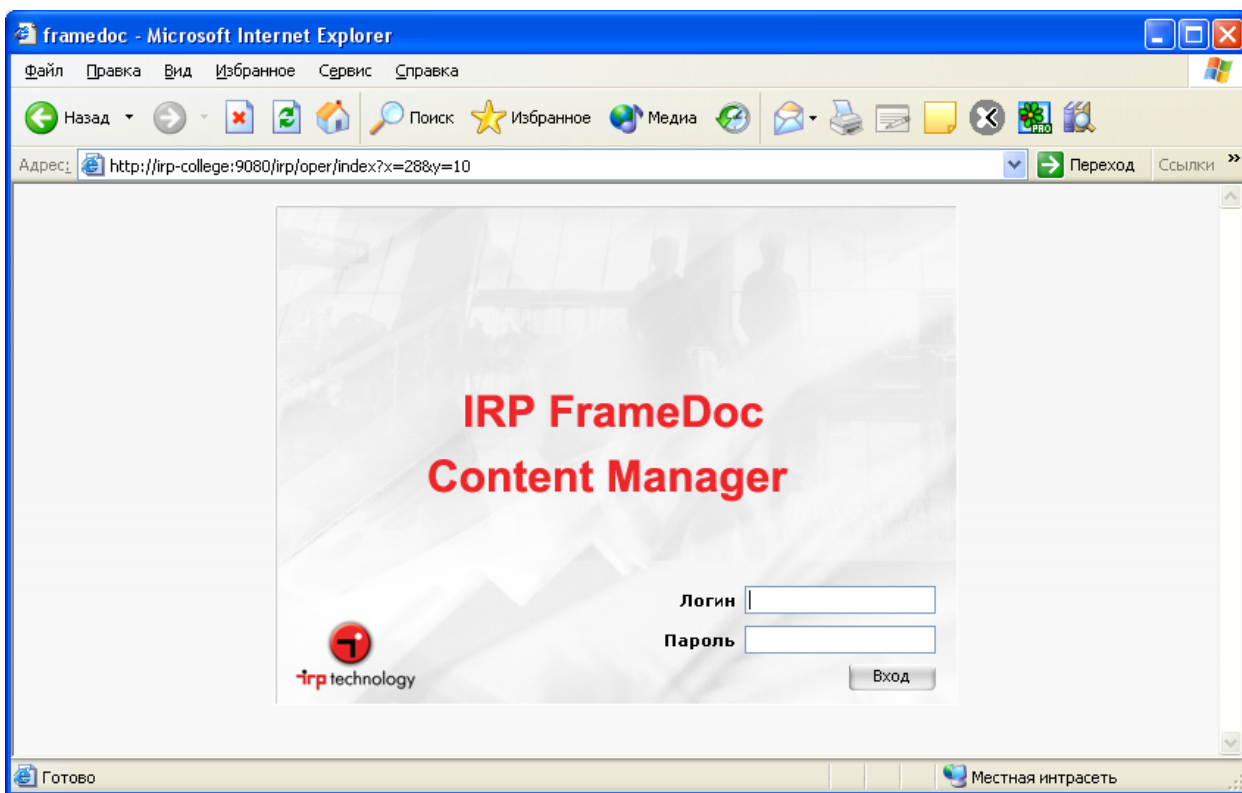 framedoc - Microsoft Internet Explorer
Файл Правка Вид Избранное Сервис Справка
Назад Поиск Избранное Медиа PRO
Адрес: http://irp-college:9080/irp/oper/index?x=28&y=10 Переход Ссылки »
IRP FrameDoc
Content Manager
Логин
Пароль
Вход
irp technology
Готово Местная интрасеть